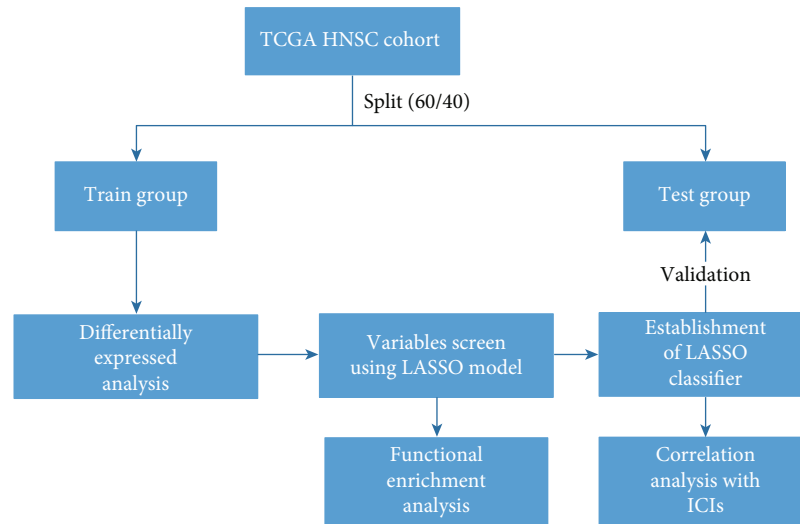 TCGA HNSC cohort
Split (60/40)
Train group
Test group
Validation
Differentially
expressed
analysis
Variables screen
using LASSO model
Establishment
of LASSO
classifier
Functional
enrichment
analysis
Correlation
analysis with
ICIs